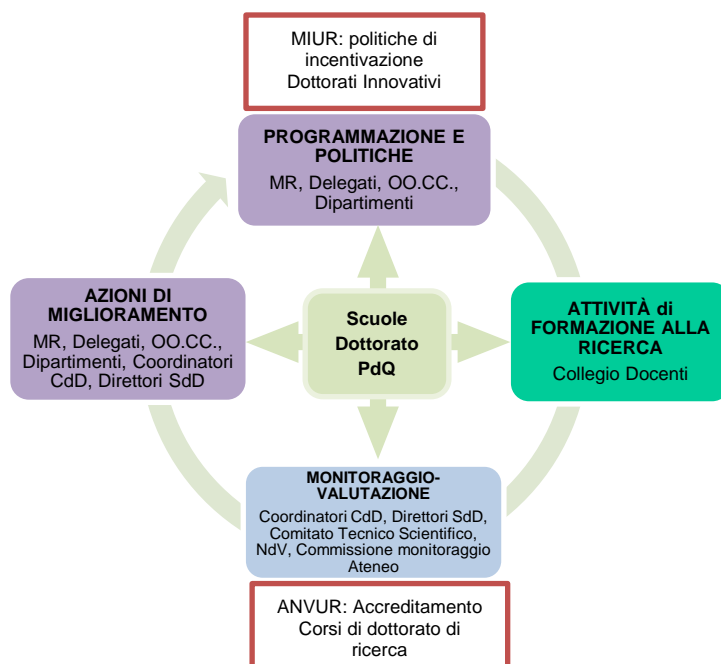 MIUR: politiche di
incentivazione
Dottorati Innovativi
PROGRAMMAZIONE E
POLITICHE
MR, Delegati, OO.CC.,
Dipartimenti
AZIONI DI
MIGLIORAMENTO
MR, Delegati, OO.CC.,
Dipartimenti, Coordinatori
CdD, Direttori SdD
Scuole
Dottorato
PdQ
ATTIVITÀ di
FORMAZIONE ALLA
RICERCA
Collegio Docenti
MONITORAGGIO-
VALUTAZIONE
Coordinatori CdD, Direttori SdD,
Comitato Tecnico Scientifico,
NdV, Commissione monitoraggio
Ateneo
ANVUR: Accreditamento
Corsi di dottorato di
ricerca